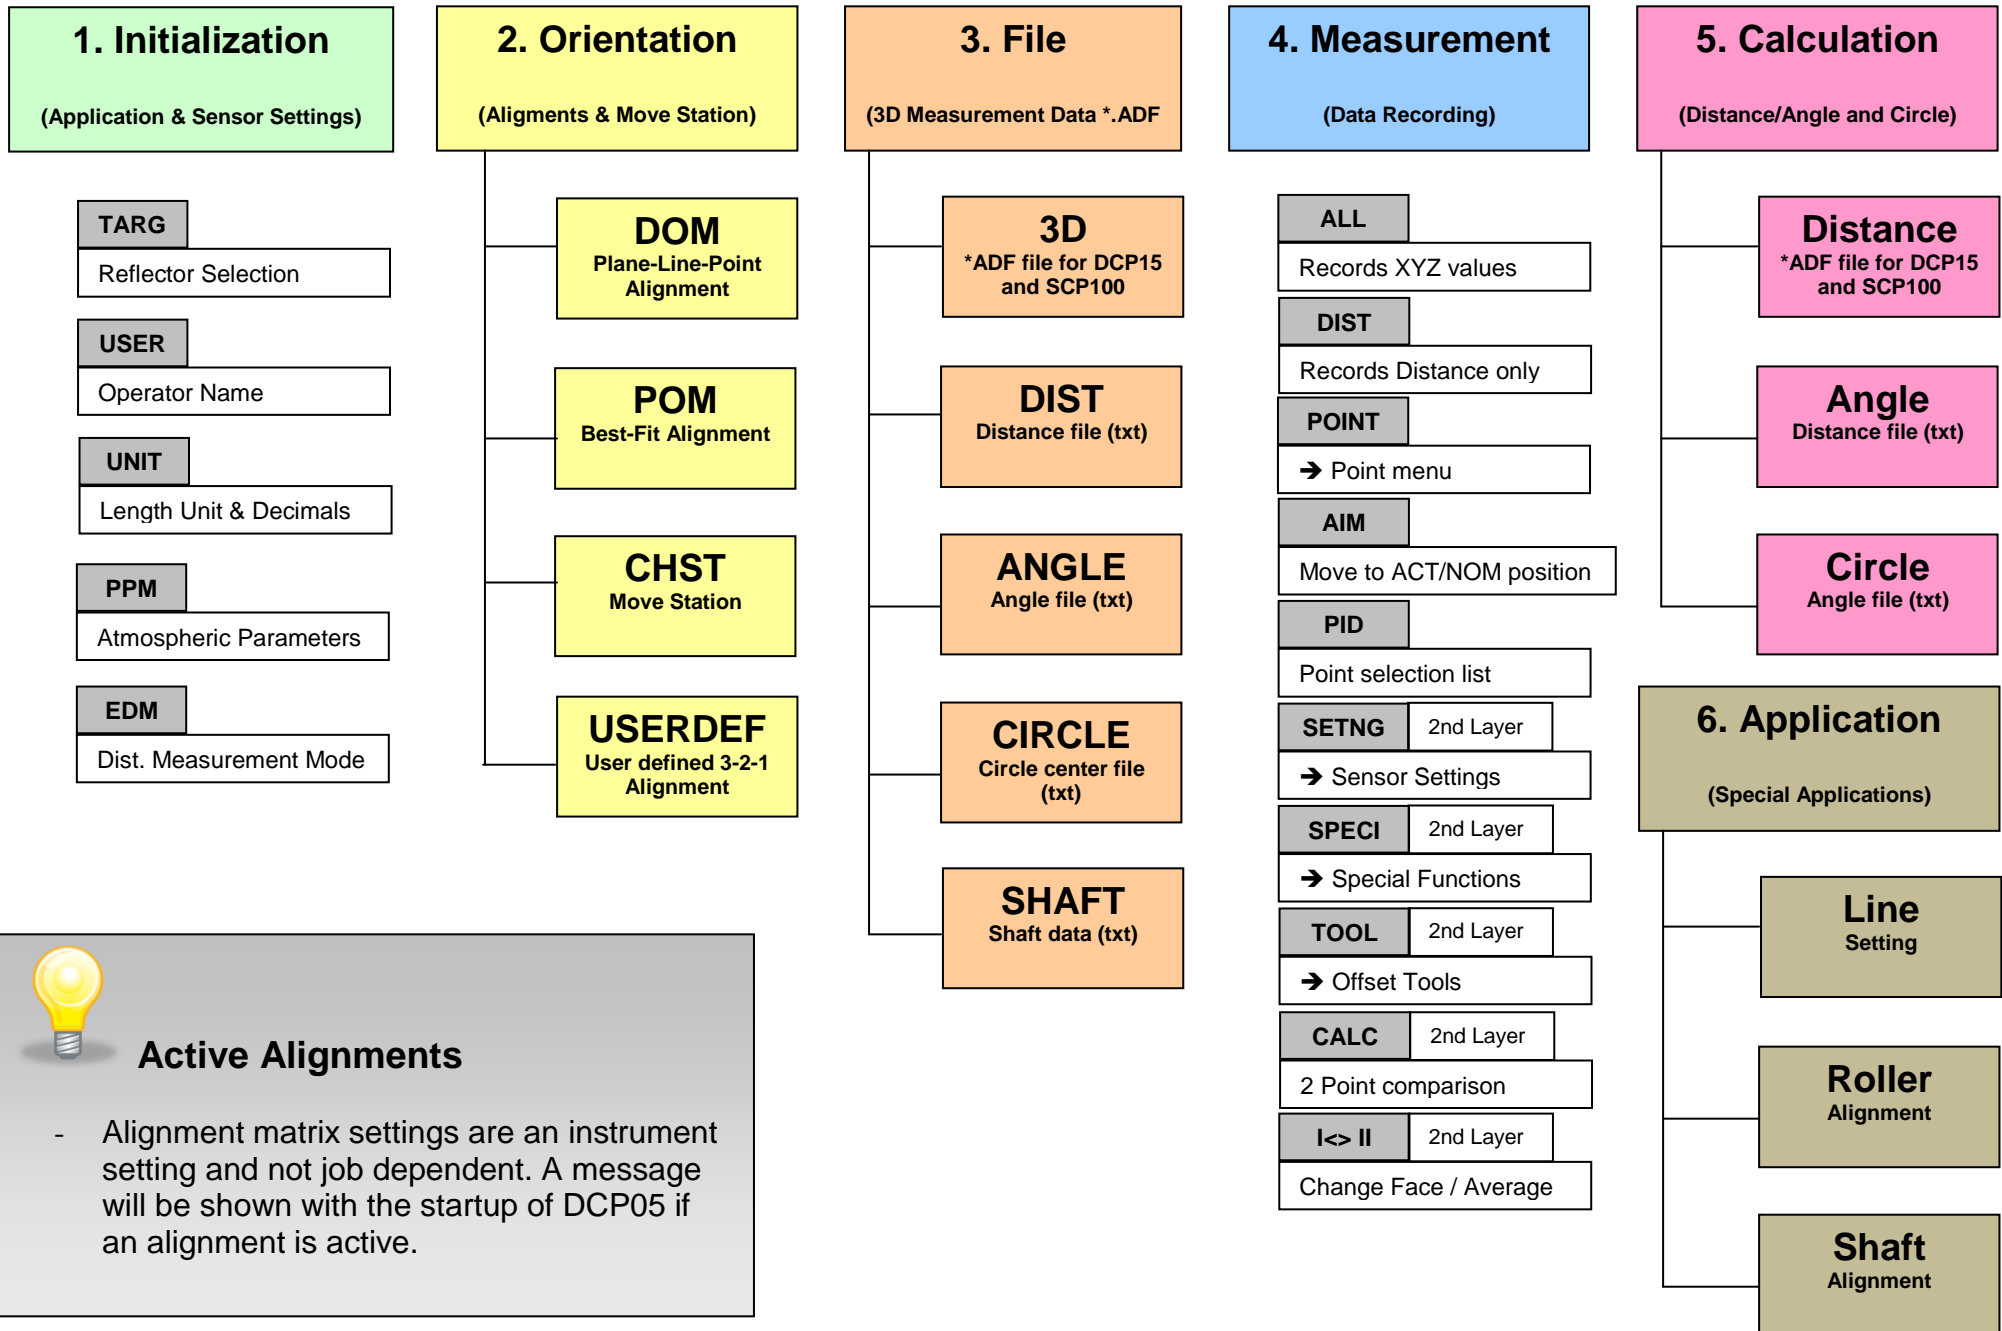 1. Initialization
(Application & Sensor Settings)
TARG
Reflector Selection
USER
Operator Name
UNIT
Length Unit & Decimals
PPM
Atmospheric Parameters
EDM
Dist. Measurement Mode
2. Orientation
(Aligments & Move Station)
DOM
Plane-Line-Point
Alignment
POM
Best-Fit Alignment
CHST
Move Station
USERDEF
User defined 3-2-1
Alignment
3. File
(3D Measurement Data *.ADF
3D
*ADF file for DCP15
and SCP100
DIST
Distance file (txt)
ANGLE
Angle file (txt)
CIRCLE
Circle center file
(txt)
SHAFT
Shaft data (txt)
4. Measurement
(Data Recording)
ALL
Records XYZ values
DIST
Records Distance only
POINT
➔ Point menu
AIM
Move to ACT/NOM position
PID
Point selection list
SETNG 2nd Layer
➔ Sensor Settings
SPECI 2nd Layer
➔ Special Functions
TOOL 2nd Layer
➔ Offset Tools
CALC 2nd Layer
2 Point comparison
I<> II 2nd Layer
Change Face / Average
5. Calculation
(Distance/Angle and Circle)
Distance
*ADF file for DCP15
and SCP100
Angle
Distance file (txt)
Circle
Angle file (txt)
6. Application
(Special Applications)
Line
Setting
Roller
Alignment
Shaft
Alignment
Active Alignments
- Alignment matrix settings are an instrument
setting and not job dependent. A message
will be shown with the startup of DCP05 if
an alignment is active.